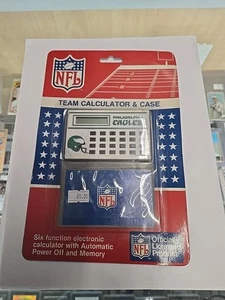 NFL
TEAM CALCULATOR & CASE
PHILADELPHIA
EAGLES
NFL
Six function electronic
calculator with Automatic
Power Off and Memory
NFL
Official
Licensed
Product